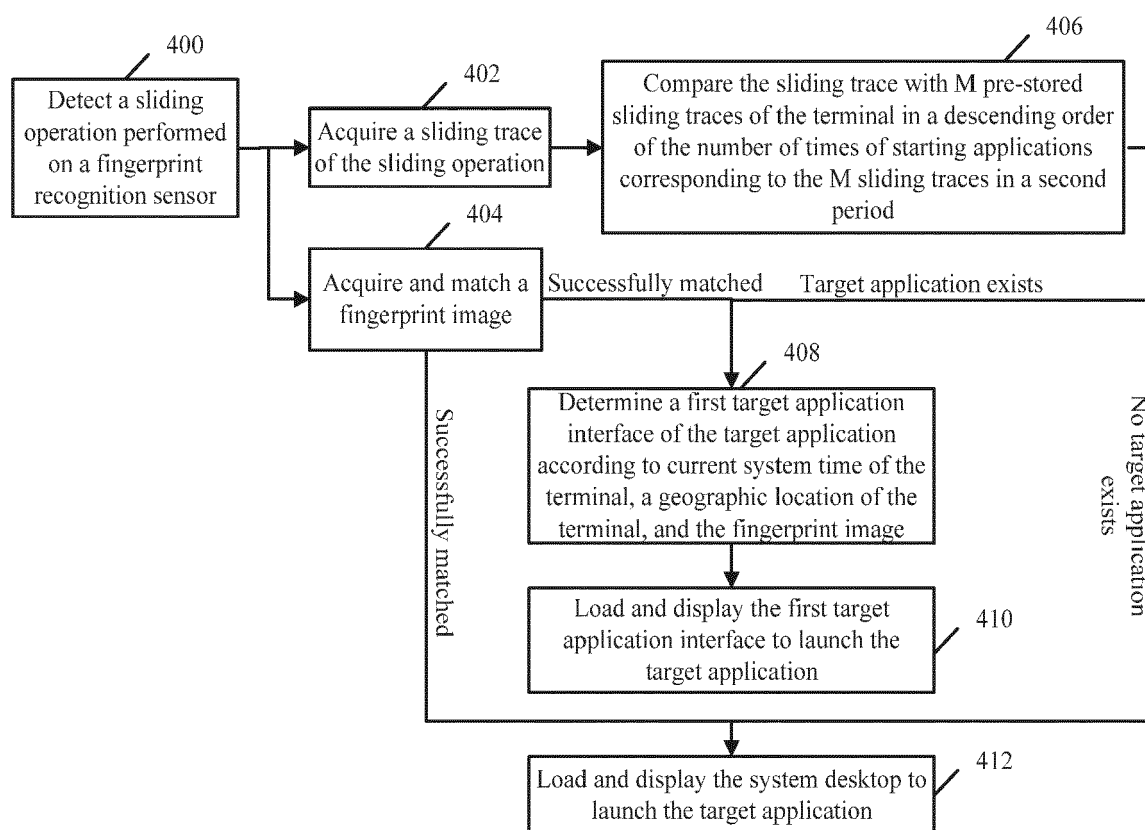 400
Detect a sliding
operation performed
on a fingerprint
recognition sensor
402
Acquire a sliding trace
of the sliding operation
406
Compare the sliding trace with M pre-stored
sliding traces of the terminal in a descending order
of the number of times of starting applications
corresponding to the M sliding traces in a second
period
404
Acquire and match a
fingerprint image
Successfully matched
Target application exists
408
Determine a first target application
interface of the target application
according to current system time of the
terminal, a geographic location of the
terminal, and the fingerprint image
Successfully matched
No target application
exists
410
Load and display the first target
application interface to launch the
target application
412
Load and display the system desktop to
launch the target application